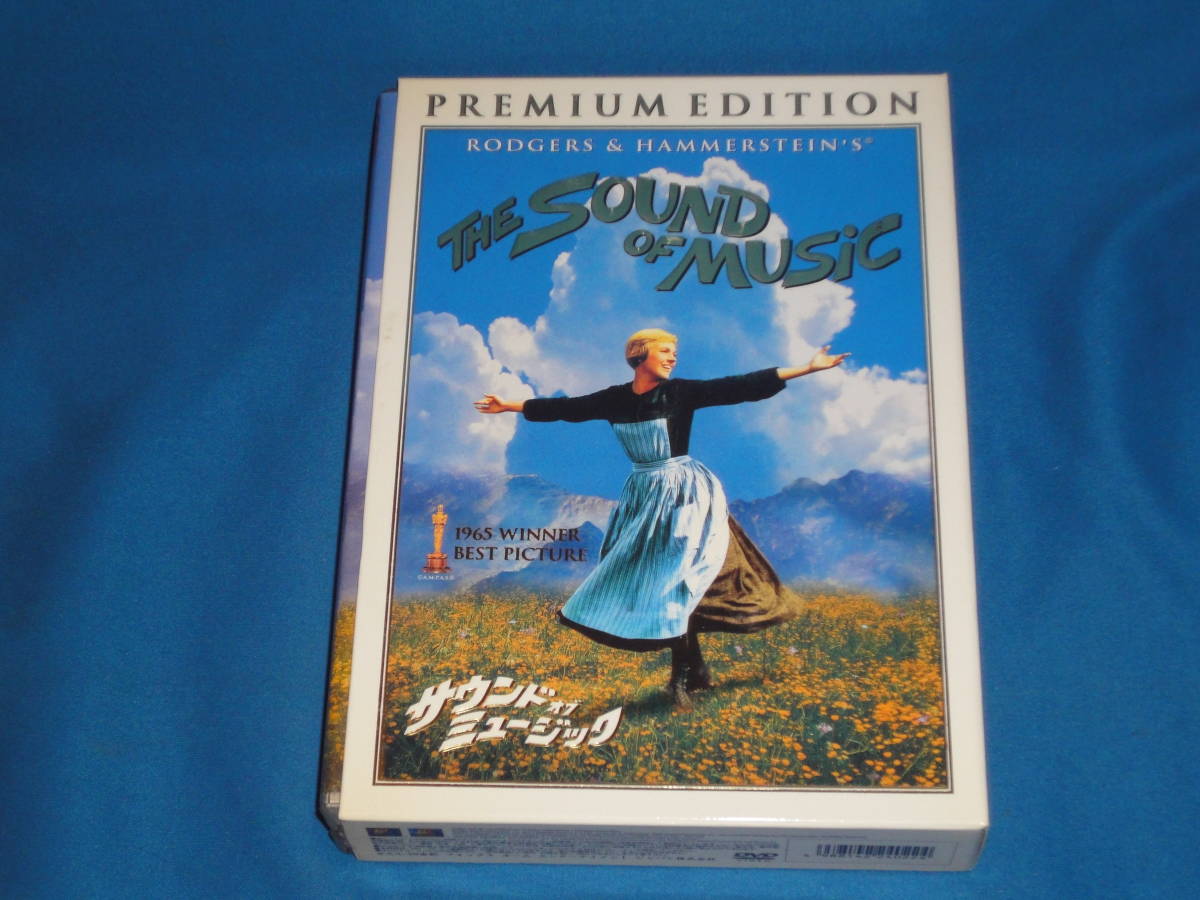 PREMIUM EDITION
RODGERS & HAMMERSTEIN'S®
THE SOUND
OF MUSiC
1965 WINNER
BEST PICTURE
©A.M.P.A.S.®
サウンド・オブ
ミュージック
DVD
VIDEO